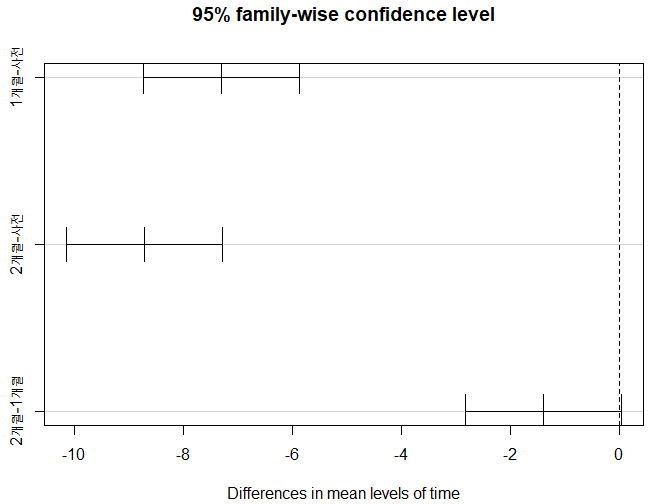 95% family-wise confidence level
1개월-사전
2개월-사전
2개월-1개월
-10 -8 -6 -4 -2 0
Differences in mean levels of time